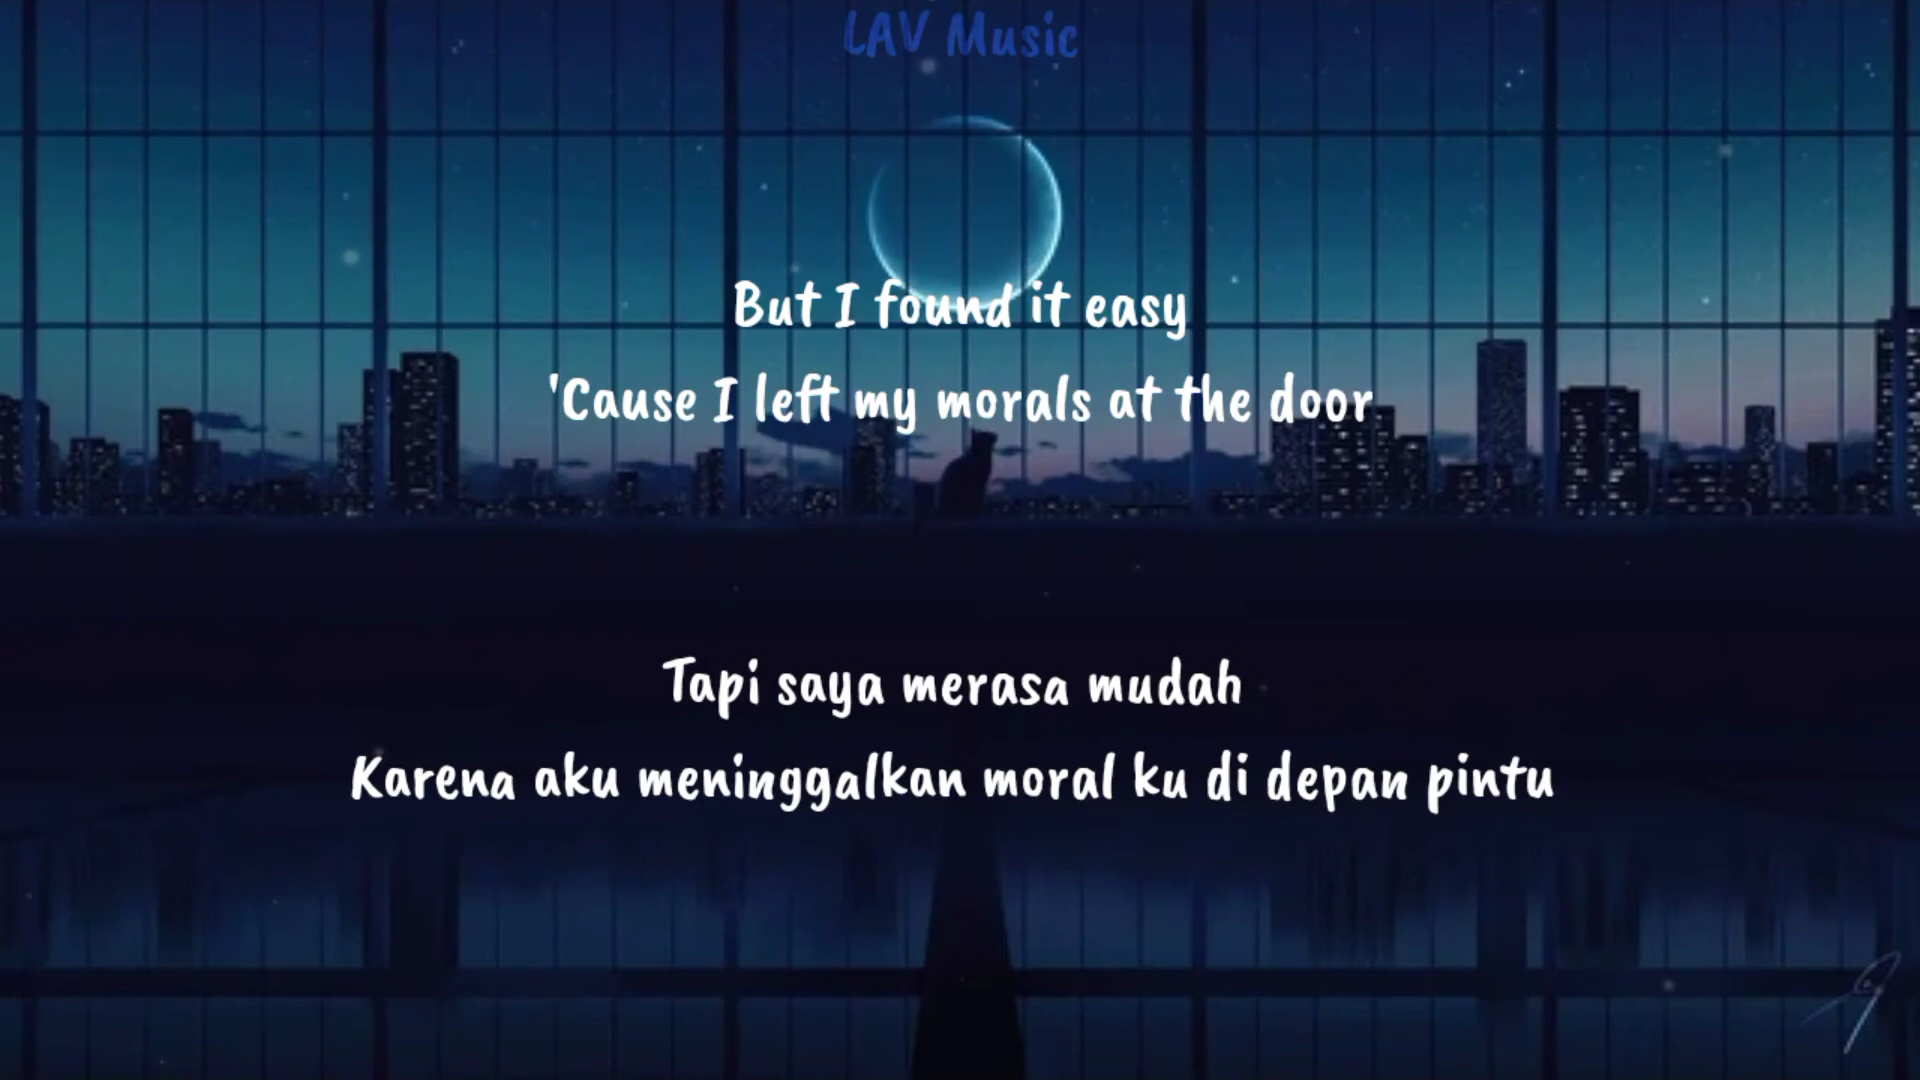 LAV Music
But I found it easy
'Cause I left my morals at the door
Tapi saya merasa mudah
Karena aku meninggalkan moral ku di depan pintu